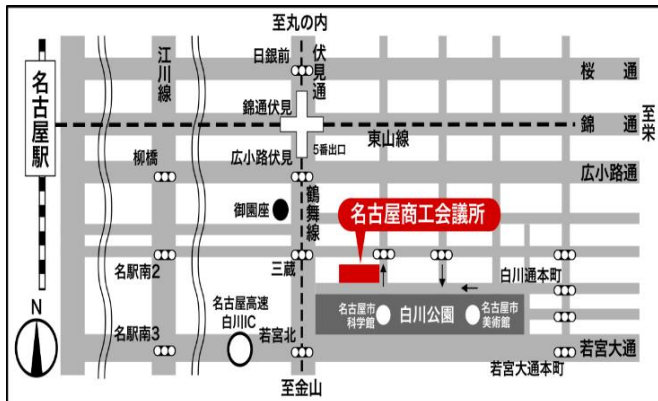 至丸の内
日銀前
伏見通
江川線
桜通
名古屋駅
錦通伏見
至栄
錦通
5番出口
東山線
柳橋
広小路伏見
広小路通
鶴舞線
御園座
名古屋商工会議所
名駅南2
三蔵
白川通本町
N
名古屋高速
白川IC
名古屋市
科学館
白川公園
名古屋市
美術館
名駅南3
若宮北
若宮大通
若宮大通本町
至金山